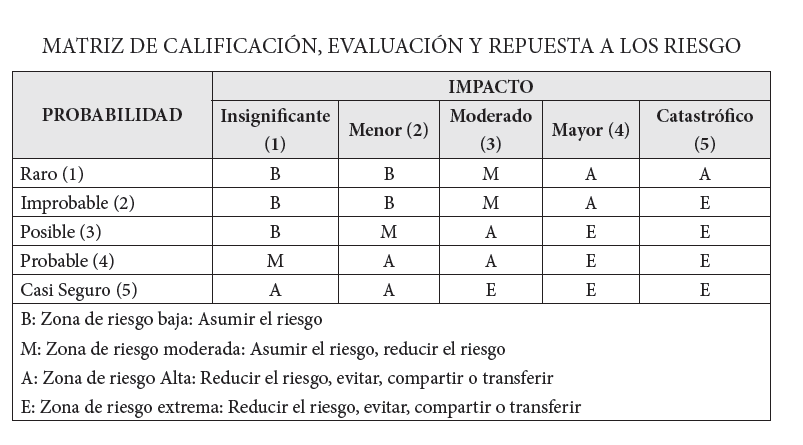 MATRIZ DE CALIFICACIÓN, EVALUACIÓN Y REPUESTA A LOS RIESGO
PROBABILIDAD
IMPACTO
Insignificante (1)
Menor (2)
Moderado (3)
Mayor (4)
Catastrófico (5)
Raro (1) B B M A A
Improbable (2) B B M A E
Posible (3) B M A E E
Probable (4) M A A E E
Casi Seguro (5) A A E E E
B: Zona de riesgo baja: Asumir el riesgo
M: Zona de riesgo moderada: Asumir el riesgo, reducir el riesgo
A: Zona de riesgo Alta: Reducir el riesgo, evitar, compartir o transferir
E: Zona de riesgo extrema: Reducir el riesgo, evitar, compartir o transferir